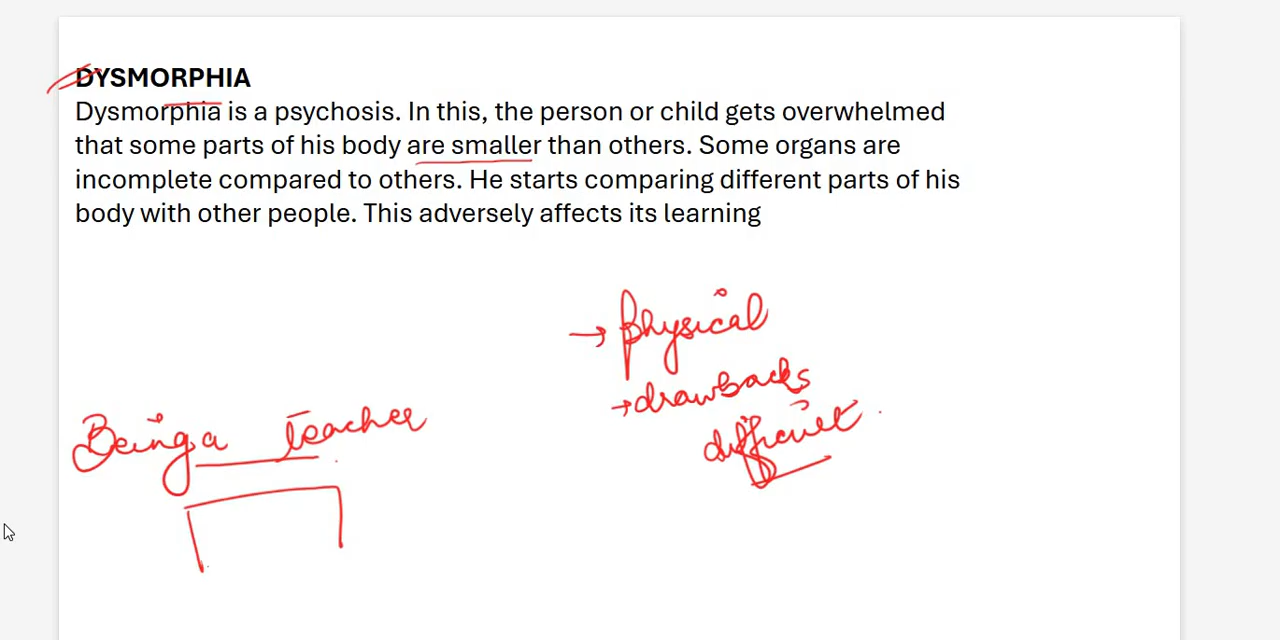 DYSMORPHIA
Dysmorphia is a psychosis. In this, the person or child gets overwhelmed
that some parts of his body are smaller than others. Some organs are
incomplete compared to others. He starts comparing different parts of his
body with other people. This adversely affects its learning
→ physical
→ drawbacks
difficult
Being a teacher